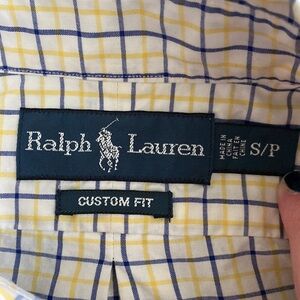 Ralph Lauren
CUSTOM FIT
MADE IN
CHINA
FAIT EN
CHINE
S/P